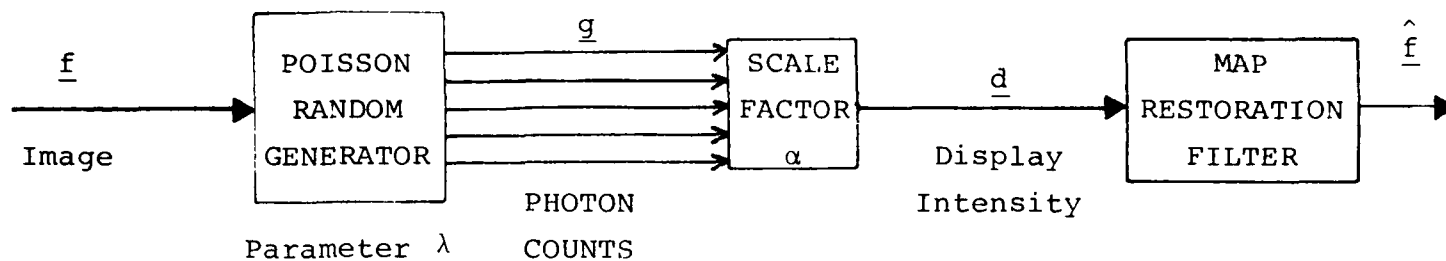 f
Image
POISSON
RANDOM
GENERATOR
Parameter λ
g
PHOTON
COUNTS
SCALE
FACTOR
α
d
Display
Intensity
MAP
RESTORATION
FILTER
f̂